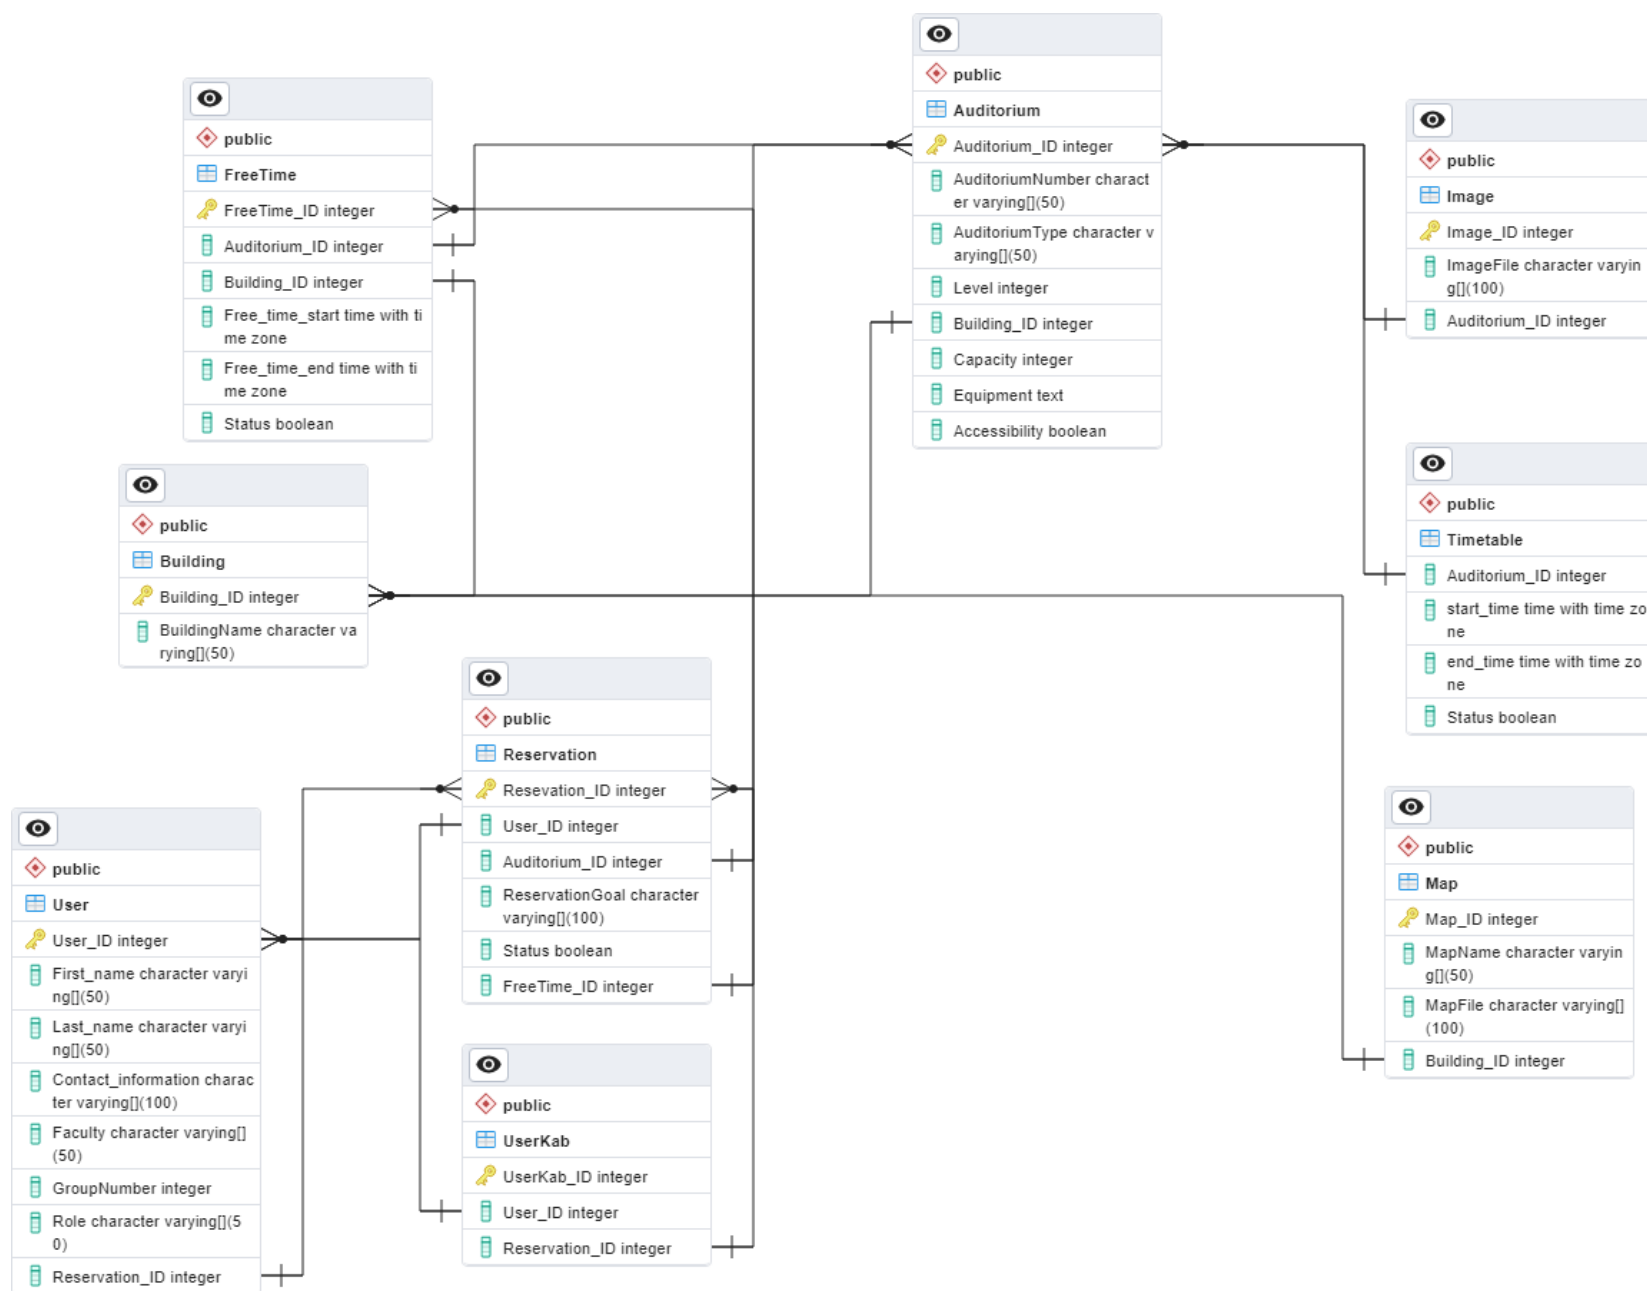 public
FreeTime
FreeTime_ID integer
Auditorium_ID integer
Building_ID integer
Free_time_start time with ti
me zone
Free_time_end time with ti
me zone
Status boolean
public
Building
Building_ID integer
BuildingName character va
rying[](50)
public
User
User_ID integer
First_name character varyi
ng[](50)
Last_name character varyi
ng[](50)
Contact_information charac
ter varying[](100)
Faculty character varying[]
(50)
GroupNumber integer
Role character varying[](5
0)
Reservation_ID integer
public
Reservation
Resevation_ID integer
User_ID integer
Auditorium_ID integer
ReservationGoal character
varying[](100)
Status boolean
FreeTime_ID integer
public
UserKab
UserKab_ID integer
User_ID integer
Reservation_ID integer
public
Auditorium
Auditorium_ID integer
AuditoriumNumber charact
er varying[](50)
AuditoriumType character v
arying[](50)
Level integer
Building_ID integer
Capacity integer
Equipment text
Accessibility boolean
public
Image
Image_ID integer
ImageFile character varyin
g[](100)
Auditorium_ID integer
public
Timetable
Auditorium_ID integer
start_time time with time zo
ne
end_time time with time zo
ne
Status boolean
public
Map
Map_ID integer
MapName character varyin
g[](50)
MapFile character varying[]
(100)
Building_ID integer